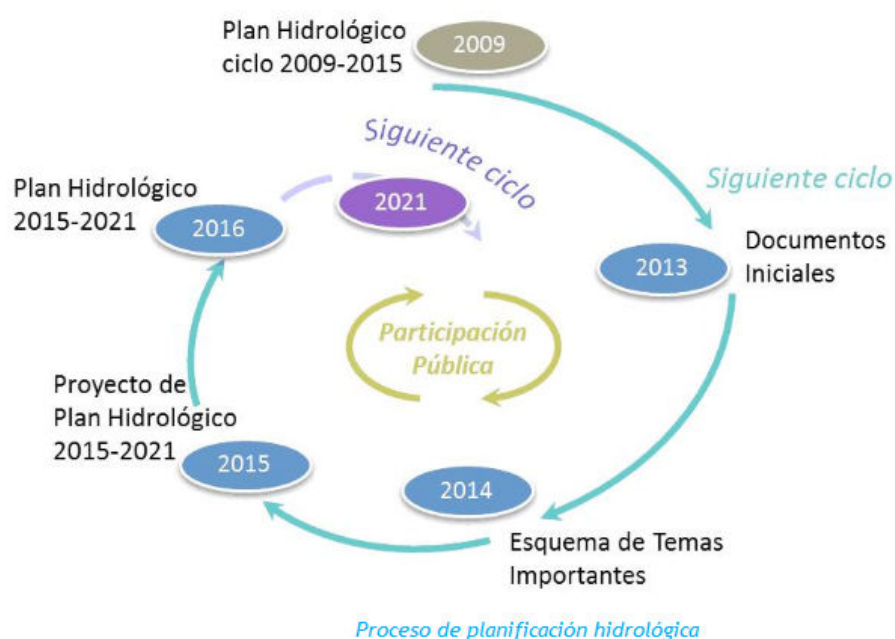 Plan Hidrológico
ciclo 2009-2015
2009
Siguiente ciclo
2013
Documentos
Iniciales
2014
Esquema de Temas
Importantes
2015
Proyecto de
Plan Hidrológico
2015-2021
2016
Plan Hidrológico
2015-2021
Siguiente ciclo
2021
Participación
Pública
Proceso de planificación hidrológica